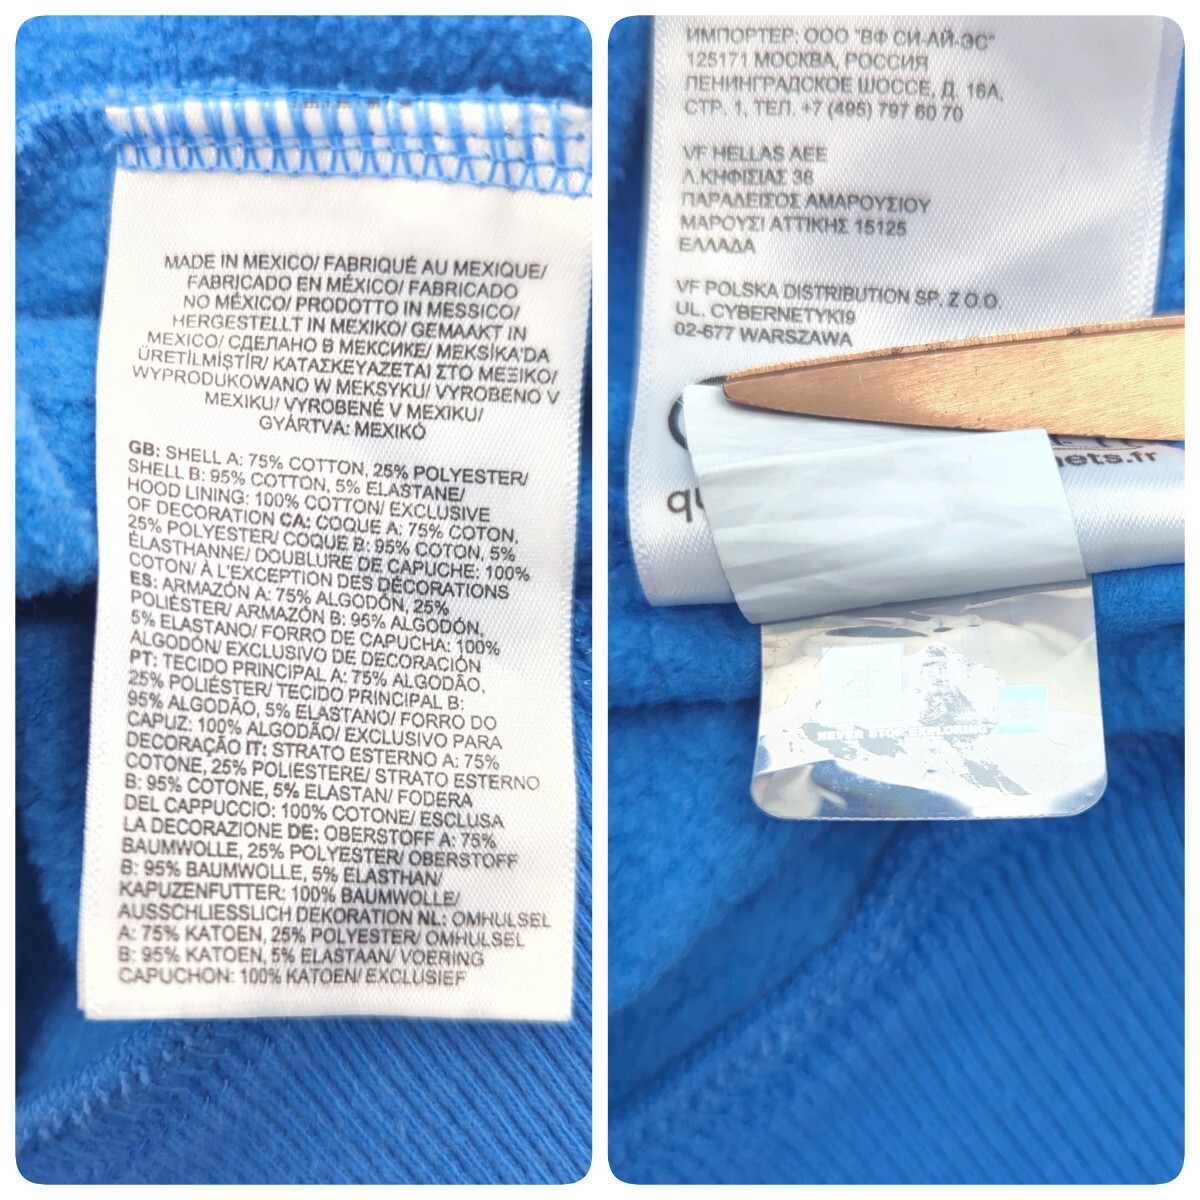 MADE IN MEXICO/ FABRIQUÉ AU MEXIQUE/
FABRICADO EN MÉXICO/ FABRICADO
NO MÉXICO/ PRODOTTO IN MESSICO/
HERGESTELLT IN MEXIKO/ GEMAAKT IN
MEXICO/ СДЕЛАНО В МЕКСИКЕ/ MEKSİKA'DA
ÜRETİLMİŞTİR/ ΚΑΤΑΣΚΕΥΑΖΕΤΑΙ ΣΤΟ ΜΕΞΙΚΟ/
WYPRODUKOWANO W MEKSYKU/ VYROBENO V
MEXIKU/ VYROBENÉ V MEXIKU/
GYÁRTVA: MEXIKÓ
GB: SHELL A: 75% COTTON, 25% POLYESTER/
SHELL B: 95% COTTON, 5% ELASTANE/
HOOD LINING: 100% COTTON/ EXCLUSIVE
OF DECORATION CA: COQUE A: 75% COTON,
25% POLYESTER/ COQUE B: 95% COTON, 5%
ÉLASTHANNE/ DOUBLURE DE CAPUCHE: 100%
COTON/ À L'EXCEPTION DES DÉCORATIONS
ES: ARMAZÓN A: 75% ALGODÓN, 25%
POLIÉSTER/ ARMAZÓN B: 95% ALGODÓN,
5% ELASTANO/ FORRO DE CAPUCHA: 100%
ALGODÓN/ EXCLUSIVO DE DECORACIÓN
PT: TECIDO PRINCIPAL A: 75% ALGODÃO,
25% POLIÉSTER/ TECIDO PRINCIPAL B:
95% ALGODÃO, 5% ELASTANO/ FORRO DO
CAPUZ: 100% ALGODÃO/ EXCLUSIVO PARA
DECORAÇÃO IT: STRATO ESTERNO A: 75%
COTONE, 25% POLIESTERE/ STRATO ESTERNO
B: 95% COTONE, 5% ELASTAN/ FODERA
DEL CAPPUCCIO: 100% COTONE/ ESCLUSA
LA DECORAZIONE DE: OBERSTOFF A: 75%
BAUMWOLLE, 25% POLYESTER/ OBERSTOFF
B: 95% BAUMWOLLE, 5% ELASTHAN/
KAPUZENFUTTER: 100% BAUMWOLLE/
AUSSCHLIESSLICH DEKORATION NL: OMHULSEL
A: 75% KATOEN, 25% POLYESTER/ OMHULSEL
B: 95% KATOEN, 5% ELASTAAN/ VOERING
CAPUCHON: 100% KATOEN/ EXCLUSIEF
ИМПОРТЕР: ООО "ВФ СИ-АЙ-ЭС"
125171 МОСКВА, РОССИЯ
ЛЕНИНГРАДСКОЕ ШОССЕ, Д. 16А,
СТР. 1, ТЕЛ. +7 (495) 797 60 70
VF HELLAS ΑΕΕ
Λ.ΚΗΦΙΣΙΑΣ 38
ΠΑΡΑΔΕΙΣΟΣ ΑΜΑΡΟΥΣΙΟΥ
ΜΑΡΟΥΣΙ ΑΤΤΙΚΗΣ 15125
ΕΛΛΑΔΑ
VF POLSKA DISTRIBUTION SP. Z O.O.
UL. CYBERNETYKI9
02-677 WARSZAWA
NEVER STOP EXPLORING